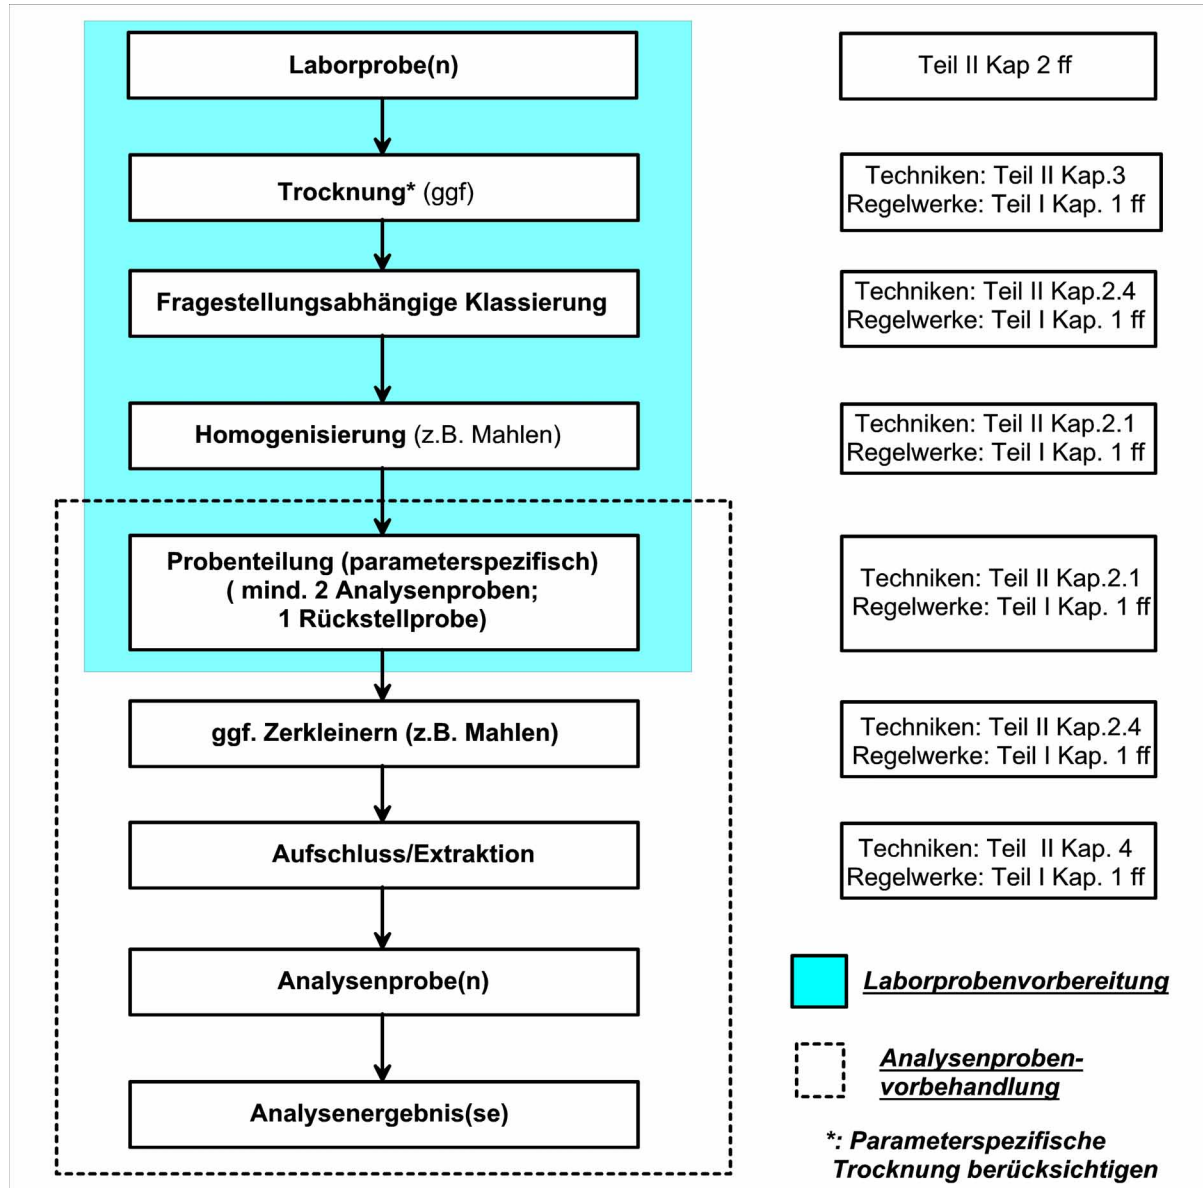 Laborprobe(n)
Teil II Kap 2 ff
Trocknung* (ggf)
Techniken: Teil II Kap.3
Regelwerke: Teil I Kap. 1 ff
Fragestellungsabhängige Klassierung
Techniken: Teil II Kap.2.4
Regelwerke: Teil I Kap. 1 ff
Homogenisierung (z.B. Mahlen)
Techniken: Teil II Kap.2.1
Regelwerke: Teil I Kap. 1 ff
Probenteilung (parameterspezifisch)
( mind. 2 Analysenproben;
1 Rückstellprobe)
Techniken: Teil II Kap.2.1
Regelwerke: Teil I Kap. 1 ff
ggf. Zerkleinern (z.B. Mahlen)
Techniken: Teil II Kap.2.4
Regelwerke: Teil I Kap. 1 ff
Aufschluss/Extraktion
Techniken: Teil II Kap. 4
Regelwerke: Teil I Kap. 1 ff
Analysenprobe(n)
Analysenergebnis(se)
Laborprobenvorbereitung
Analysenproben-
vorbehandlung
*: Parameterspezifische
Trocknung berücksichtigen